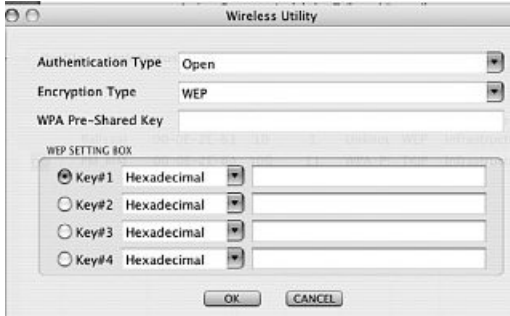 Wireless Utility
Authentication Type Open
Encryption Type WEP
WPA Pre-Shared Key
WEP SETTING BOX
Key#1 Hexadecimal
Key#2 Hexadecimal
Key#3 Hexadecimal
Key#4 Hexadecimal
OK CANCEL